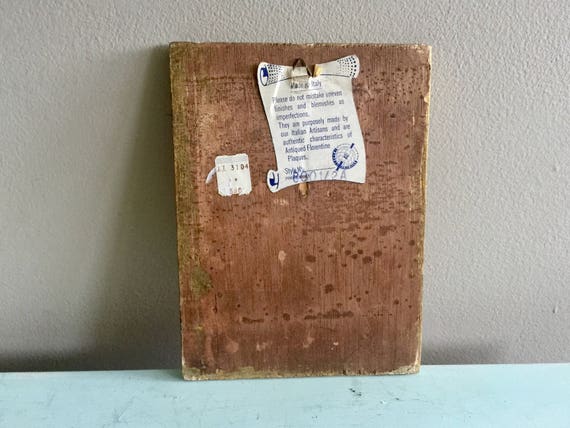 Made in Italy
Please do not mistake uneven
finishes and blemishes as
imperfections.
They are purposely made by
our Italian Artisans and are
authentic characteristics of
Antiqued Florentine
Plaques.
Style No.
3104